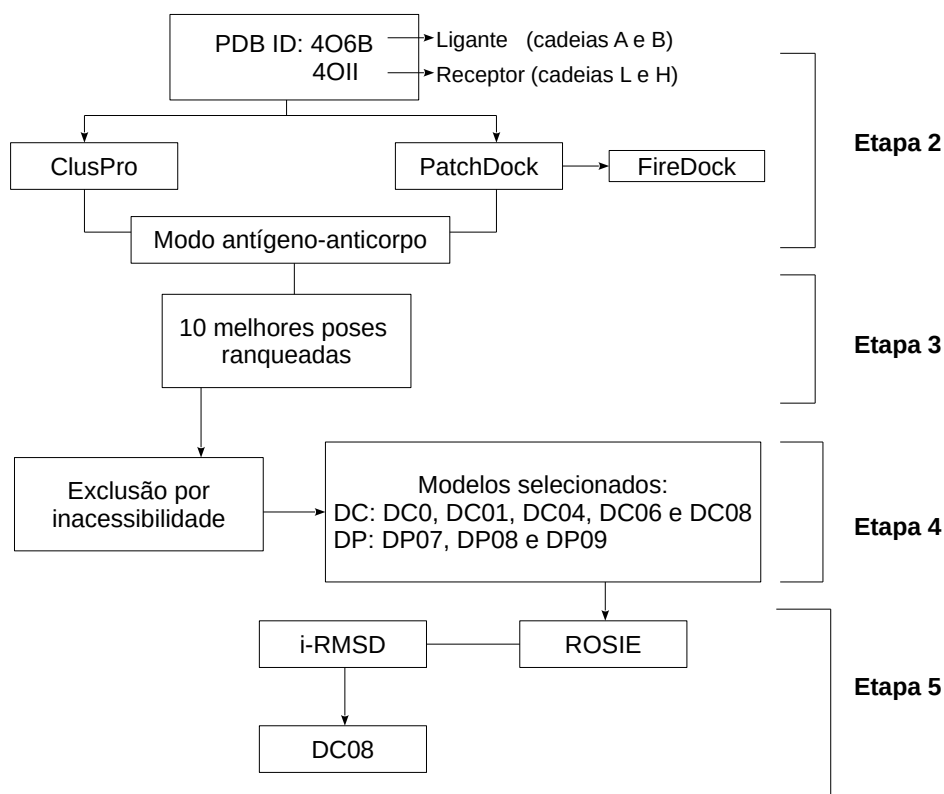 PDB ID: 4O6B
4OII
Ligante (cadeias A e B)
Receptor (cadeias L e H)
Etapa 2
ClusPro
PatchDock
FireDock
Modo antígeno-anticorpo
10 melhores poses
ranqueadas
Etapa 3
Exclusão por
inacessibilidade
Modelos selecionados:
DC: DC0, DC01, DC04, DC06 e DC08
DP: DP07, DP08 e DP09
Etapa 4
i-RMSD
ROSIE
Etapa 5
DC08